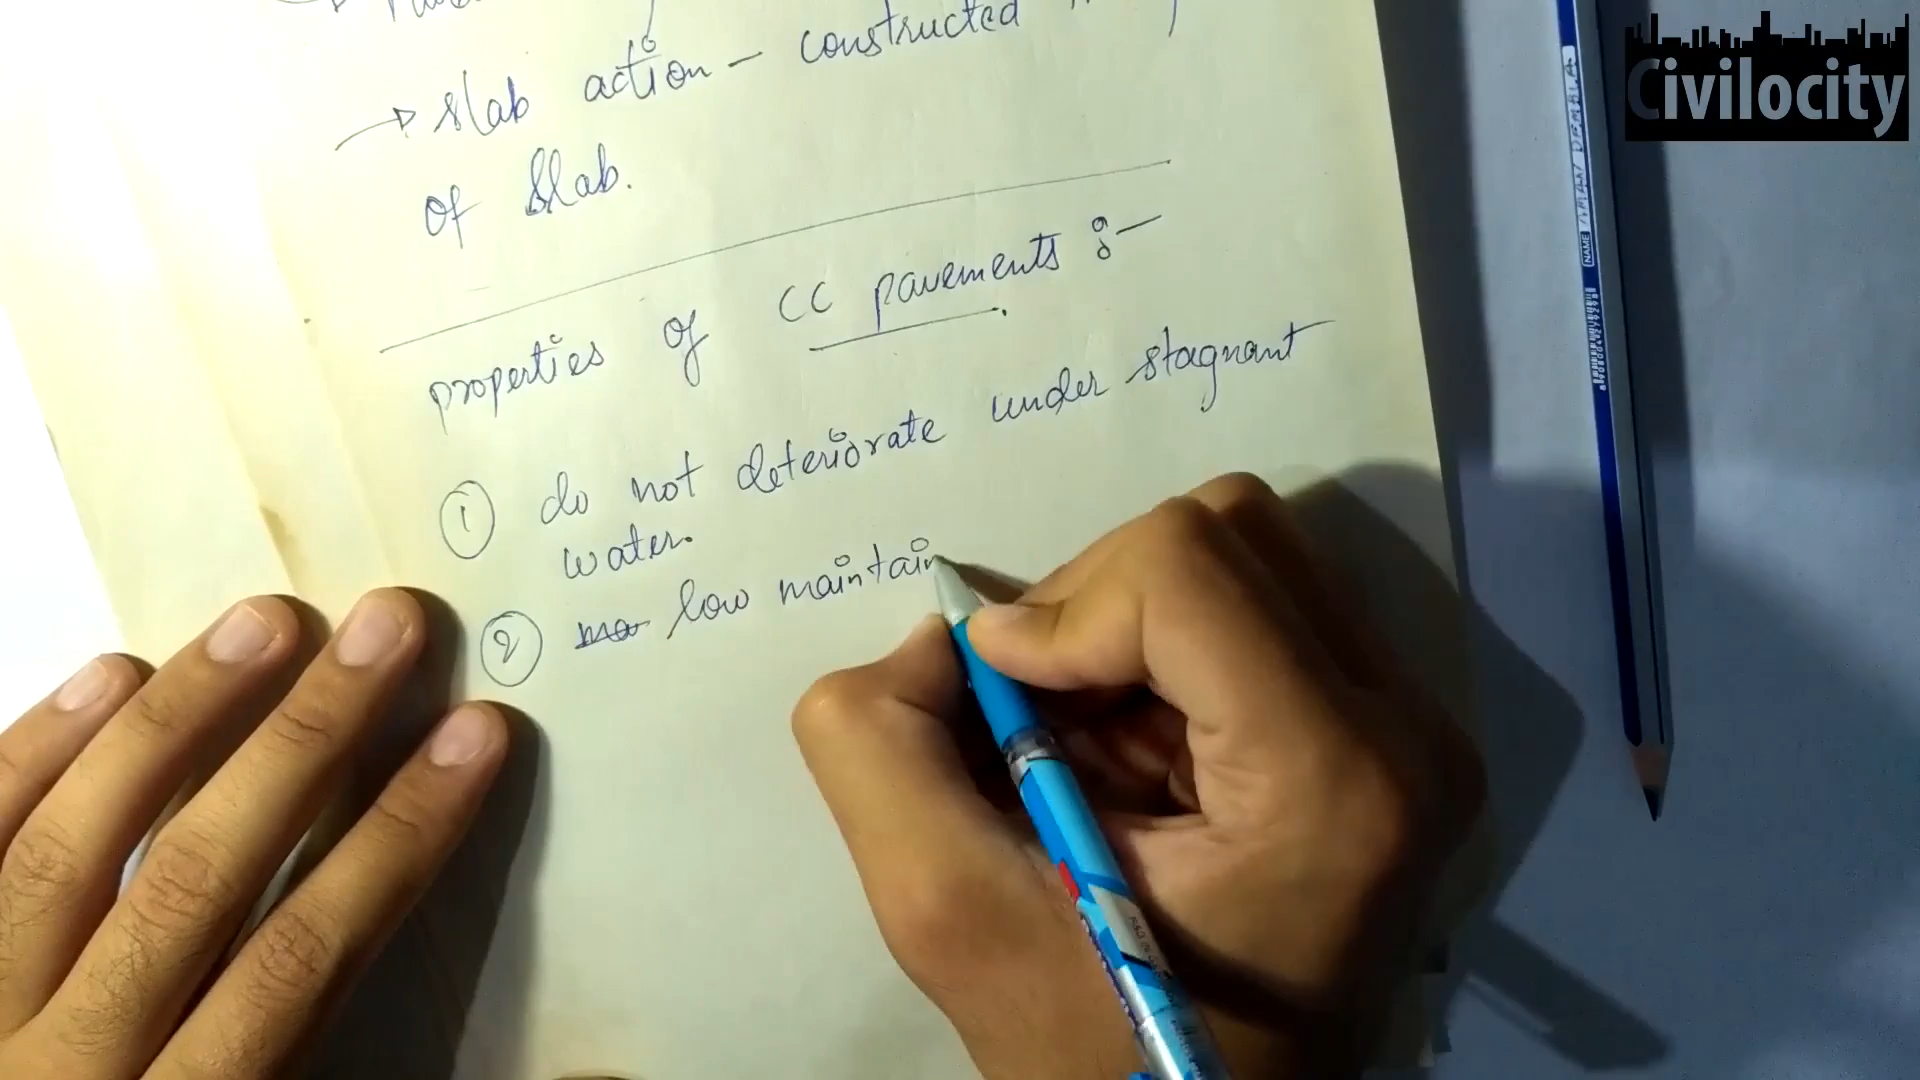 → slab action - constructed
of slab.
properties of CC pavements :-
① do not deteriorate under stagnant
water.
② low maintain
Civilocity
NAME